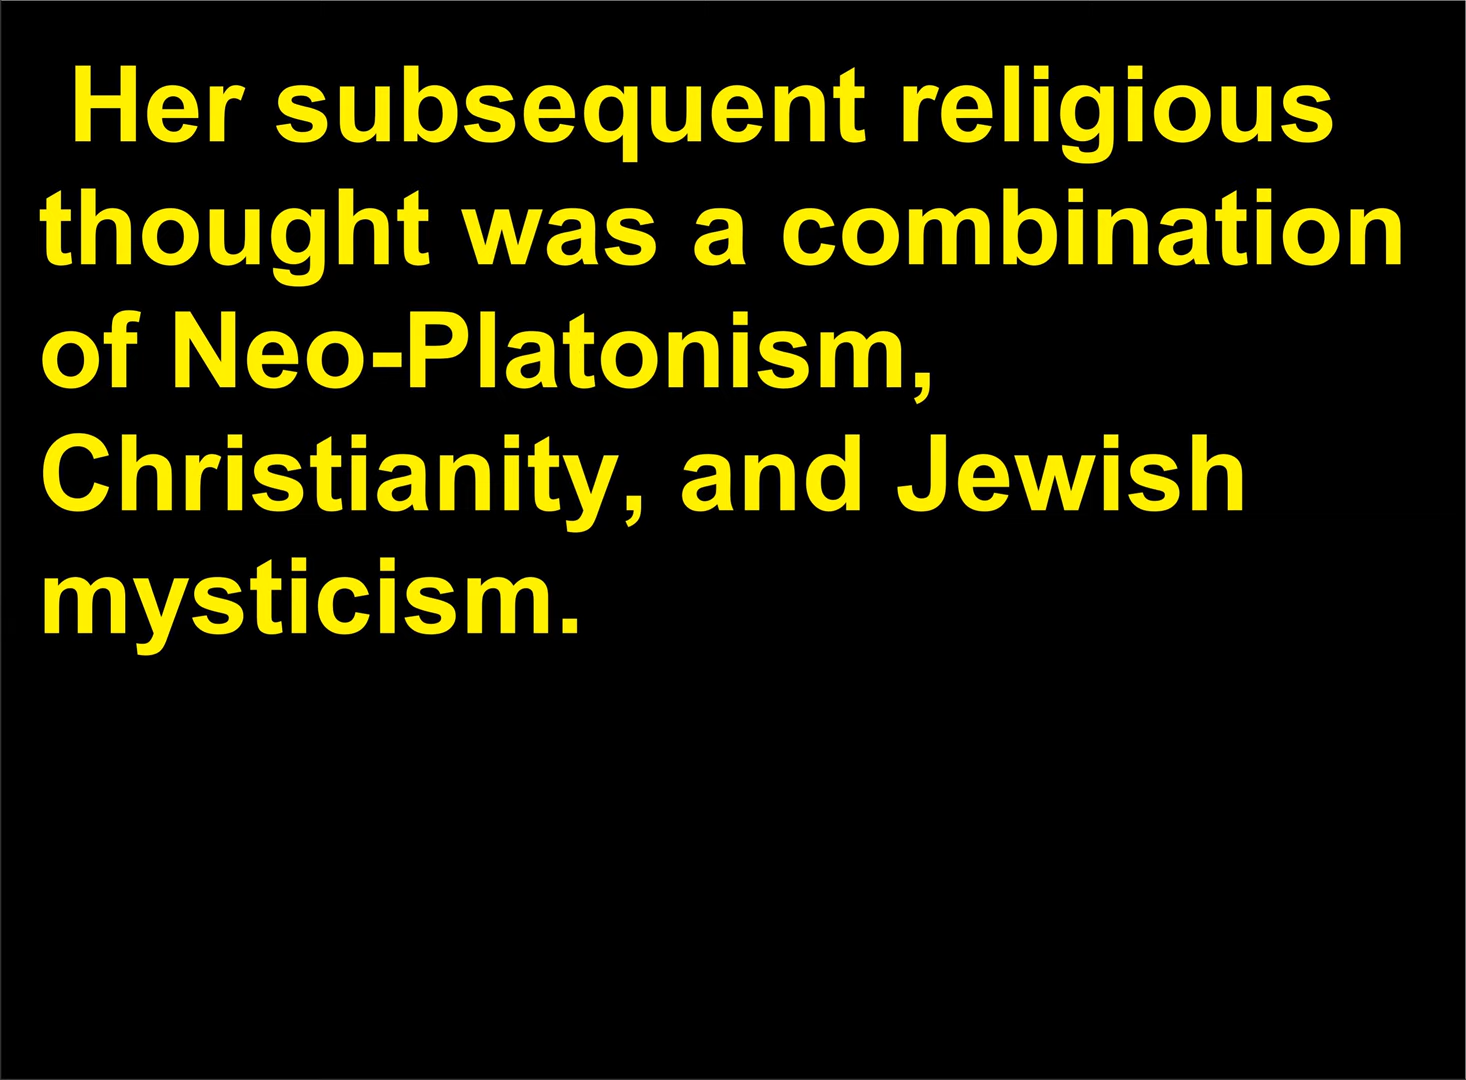 Her subsequent religious
thought was a combination
of Neo-Platonism,
Christianity, and Jewish
mysticism.